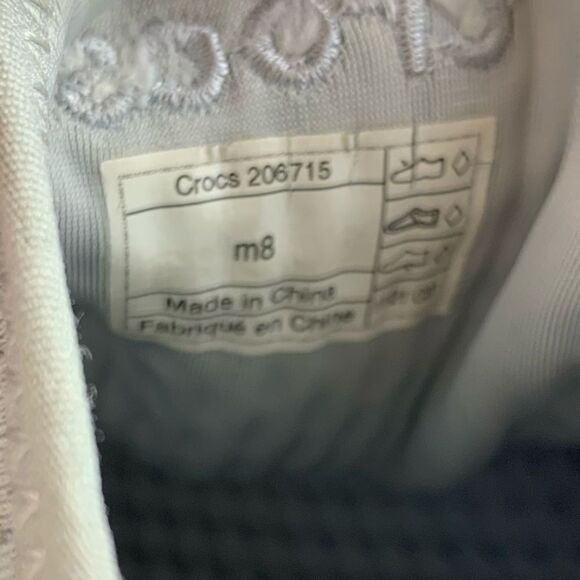 Crocs 206715
m8
Made in China
Fabriqué en Chine